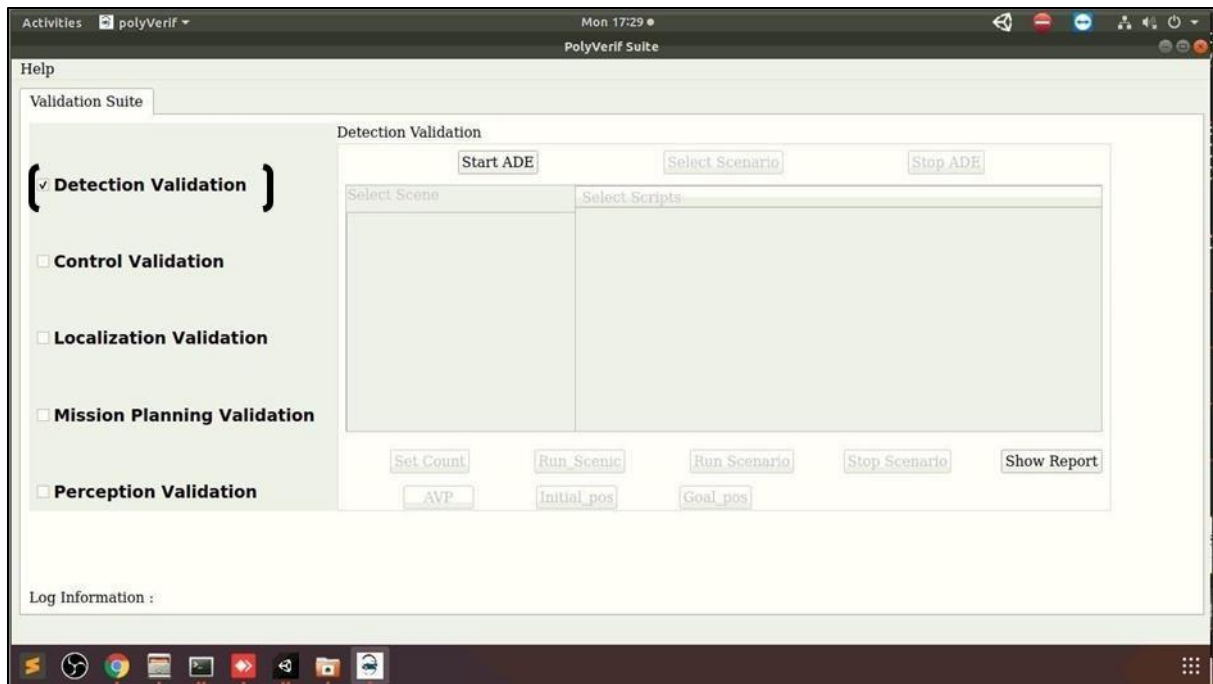 Activities polyVerif Mon 17:29
PolyVerif Suite
Help
Validation Suite
Detection Validation
Start ADE Select Scenario Stop ADE
Detection Validation
Select Scene Select Scripts
Control Validation
Localization Validation
Mission Planning Validation
Set Count Run_Scenic Run Scenario Stop Scenario Show Report
Perception Validation
AVP Initial_pos Goal_pos
Log Information :